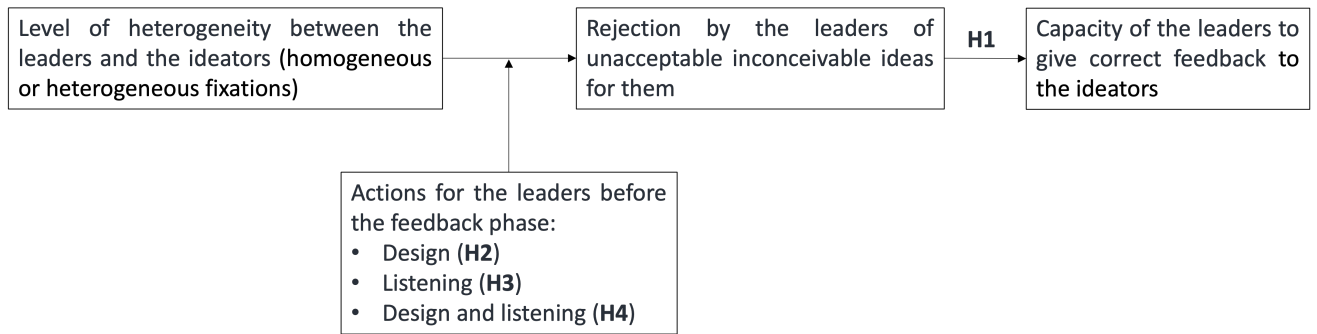 Level of heterogeneity between the
leaders and the ideators (homogeneous
or heterogeneous fixations)
Rejection by the leaders of
unacceptable inconceivable ideas
for them
H1
Capacity of the leaders to
give correct feedback to
the ideators
Actions for the leaders before
the feedback phase:
• Design (H2)
• Listening (H3)
• Design and listening (H4)